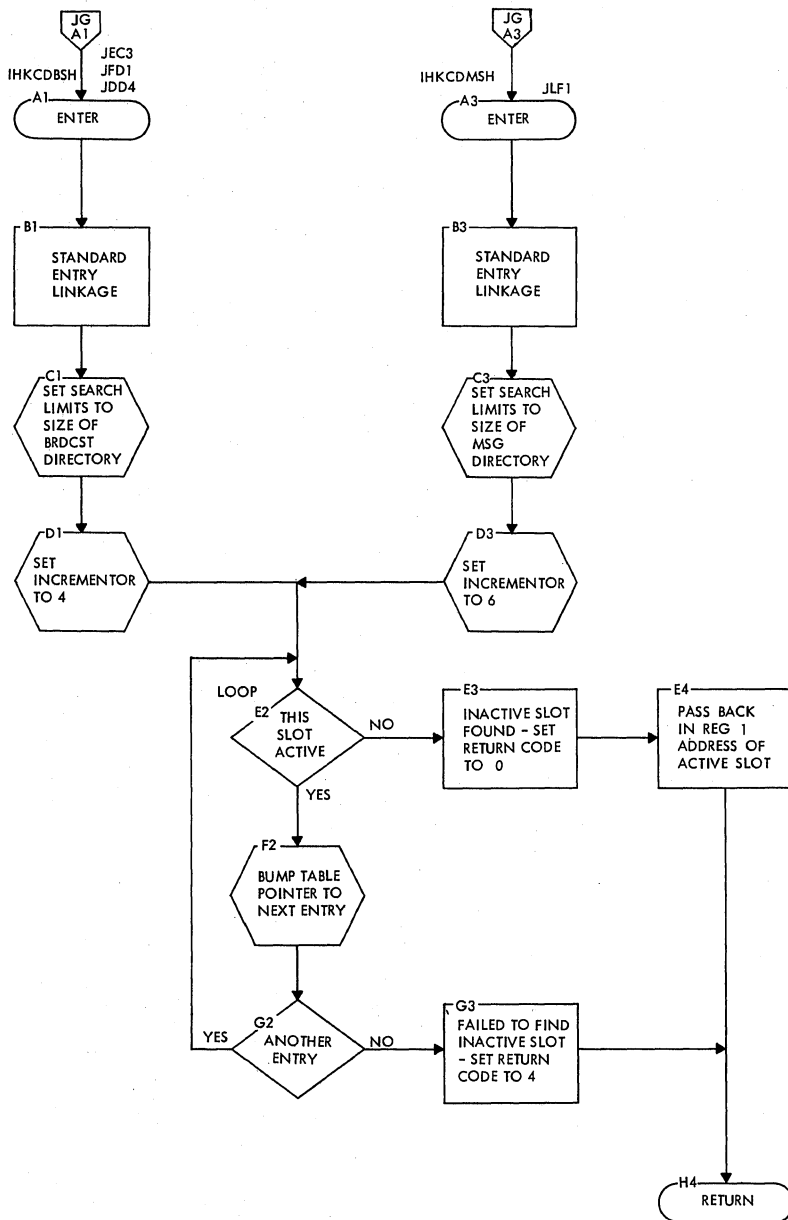 JG
A1
JEC3
JFD1
JDD4
IHKCDBSH
A1
ENTER
JG
A3
IHKCDMSH
JLF1
A3
ENTER
B1
STANDARD
ENTRY
LINKAGE
B3
STANDARD
ENTRY
LINKAGE
C1
SET SEARCH
LIMITS TO
SIZE OF
BRDCST
DIRECTORY
C3
SET SEARCH
LIMITS TO
SIZE OF
MSG
DIRECTORY
D1
SET
INCREMENTOR
TO 4
D3
SET
INCREMENTOR
TO 6
LOOP
E2
THIS
SLOT
ACTIVE
NO
YES
E3
INACTIVE SLOT
FOUND - SET
RETURN CODE
TO 0
E4
PASS BACK
IN REG 1
ADDRESS OF
ACTIVE SLOT
F2
BUMP TABLE
POINTER TO
NEXT ENTRY
G2
ANOTHER
ENTRY
YES
NO
G3
FAILED TO FIND
INACTIVE SLOT
- SET RETURN
CODE TO 4
H4
RETURN